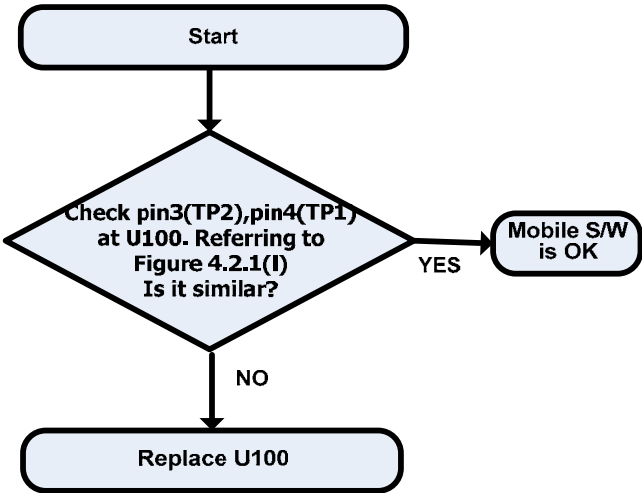 Start
Check pin3(TP2),pin4(TP1)
at U100. Referring to
Figure 4.2.1(I)
Is it similar?
YES
Mobile S/W
is OK
NO
Replace U100